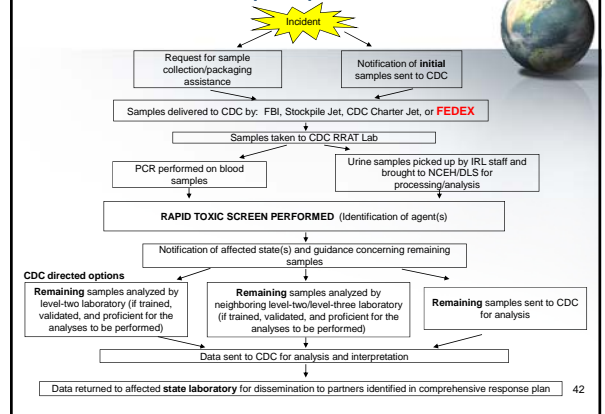 Incident
Request for sample
collection/packaging
assistance
Notification of initial
samples sent to CDC
Samples delivered to CDC by: FBI, Stockpile Jet, CDC Charter Jet, or FEDEX
Samples taken to CDC RRAT Lab
PCR performed on blood
samples
Urine samples picked up by IRL staff and
brought to NCEH/DLS for
processing/analysis
RAPID TOXIC SCREEN PERFORMED (Identification of agent(s)
Notification of affected state(s) and guidance concerning remaining
samples
CDC directed options
Remaining samples analyzed by
level-two laboratory (if trained,
validated, and proficient for the
analyses to be performed)
Remaining samples analyzed by
neighboring level-two/level-three laboratory
(if trained, validated, and proficient for the
analyses to be performed)
Remaining samples sent to CDC
for analysis
Data sent to CDC for analysis and interpretation
Data returned to affected state laboratory for dissemination to partners identified in comprehensive response plan
42